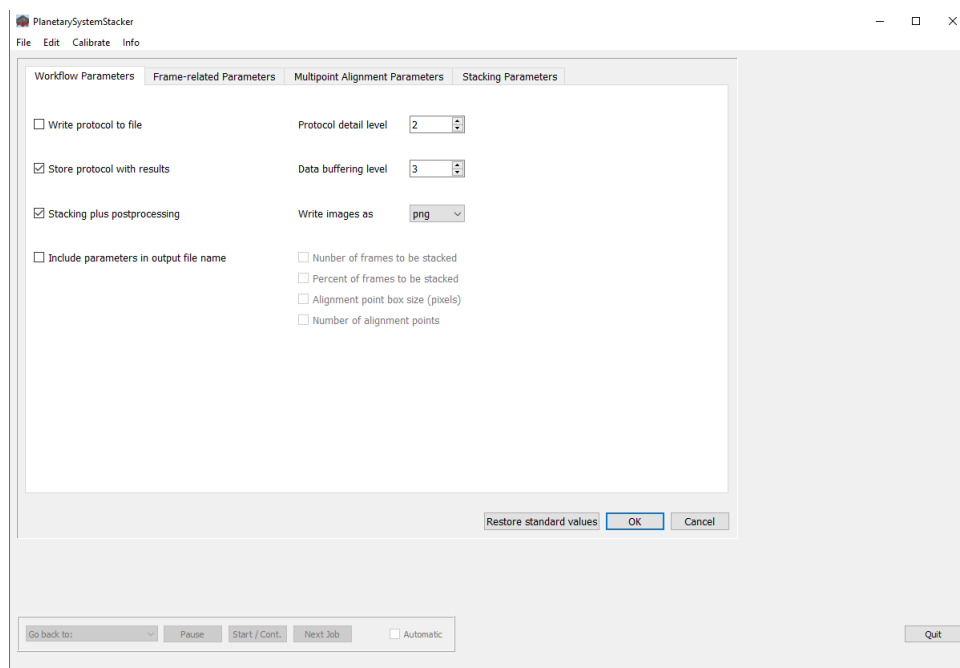 PlanetarySystemStacker
File Edit Calibrate Info
Workflow Parameters Frame-related Parameters Multipoint Alignment Parameters Stacking Parameters
Write protocol to file Protocol detail level 2
Store protocol with results Data buffering level 3
Stacking plus postprocessing Write images as png
Include parameters in output file name Nunber of frames to be stacked
Percent of frames to be stacked
Alignment point box size (pixels)
Number of alignment points
Restore standard values OK Cancel
Go back to: Pause Start / Cont. Next Job Automatic Quit